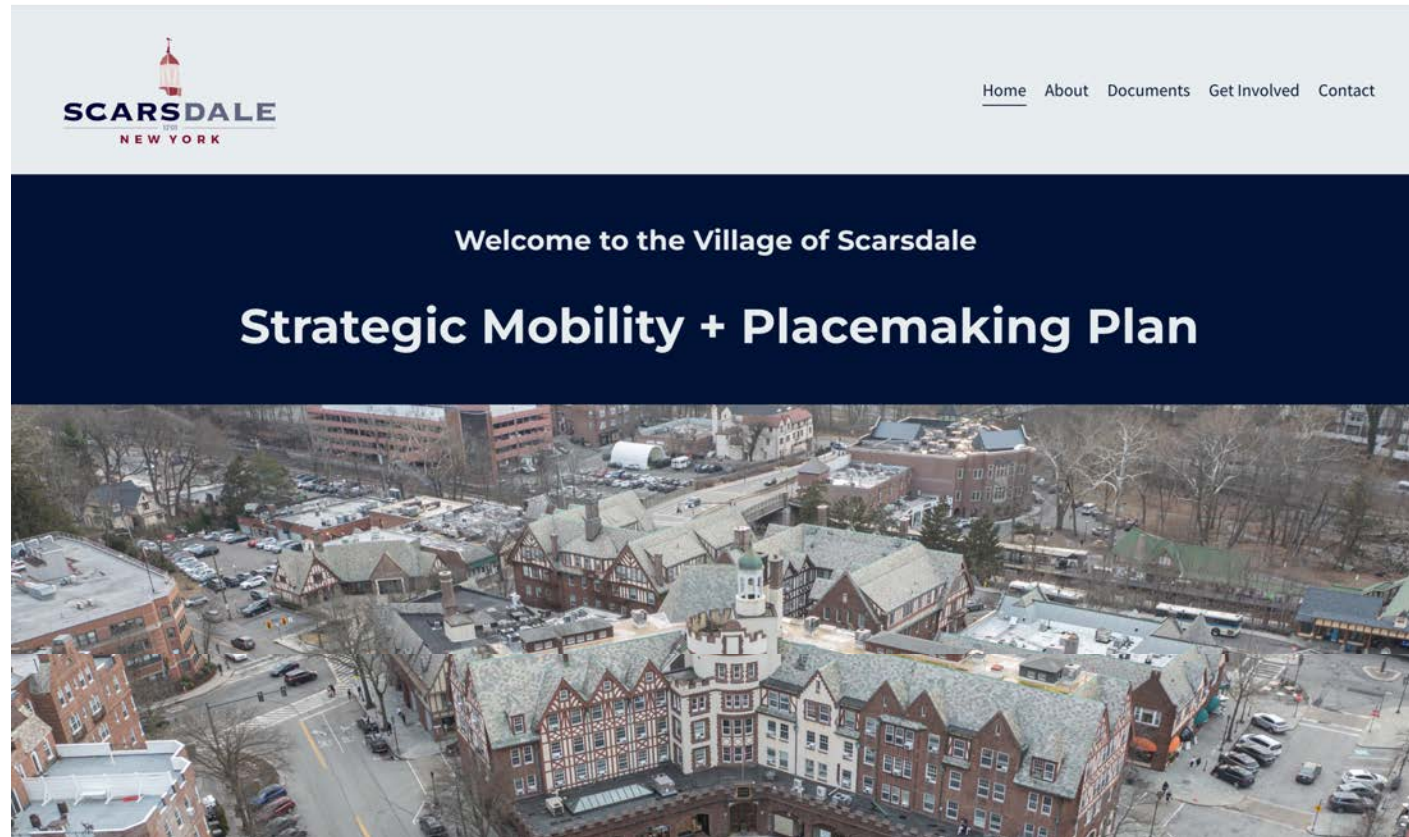 SCARSDALE
NEW YORK
Home About Documents Get Involved Contact
Welcome to the Village of Scarsdale
Strategic Mobility + Placemaking Plan